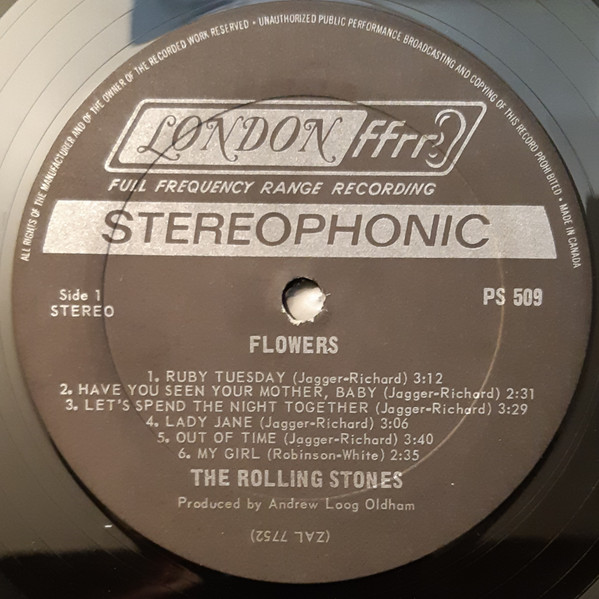 ALL RIGHTS OF THE MANUFACTURER AND OF THE OWNER OF THE RECORDED WORK RESERVED • UNAUTHORIZED PUBLIC PERFORMANCE BROADCASTING AND COPYING OF THIS RECORD PROHIBITED • MADE IN CANADA
LONDON ffrr
FULL FREQUENCY RANGE RECORDING
STEREOPHONIC
Side 1
STEREO
PS 509
FLOWERS
1. RUBY TUESDAY (Jagger-Richard) 3:12
2. HAVE YOU SEEN YOUR MOTHER, BABY (Jagger-Richard) 2:31
3. LET'S SPEND THE NIGHT TOGETHER (Jagger-Richard) 3:29
4. LADY JANE (Jagger-Richard) 3:06
5. OUT OF TIME (Jagger-Richard) 3:40
6. MY GIRL (Robinson-White) 2:35
THE ROLLING STONES
Produced by Andrew Loog Oldham
(ZAL 7752)